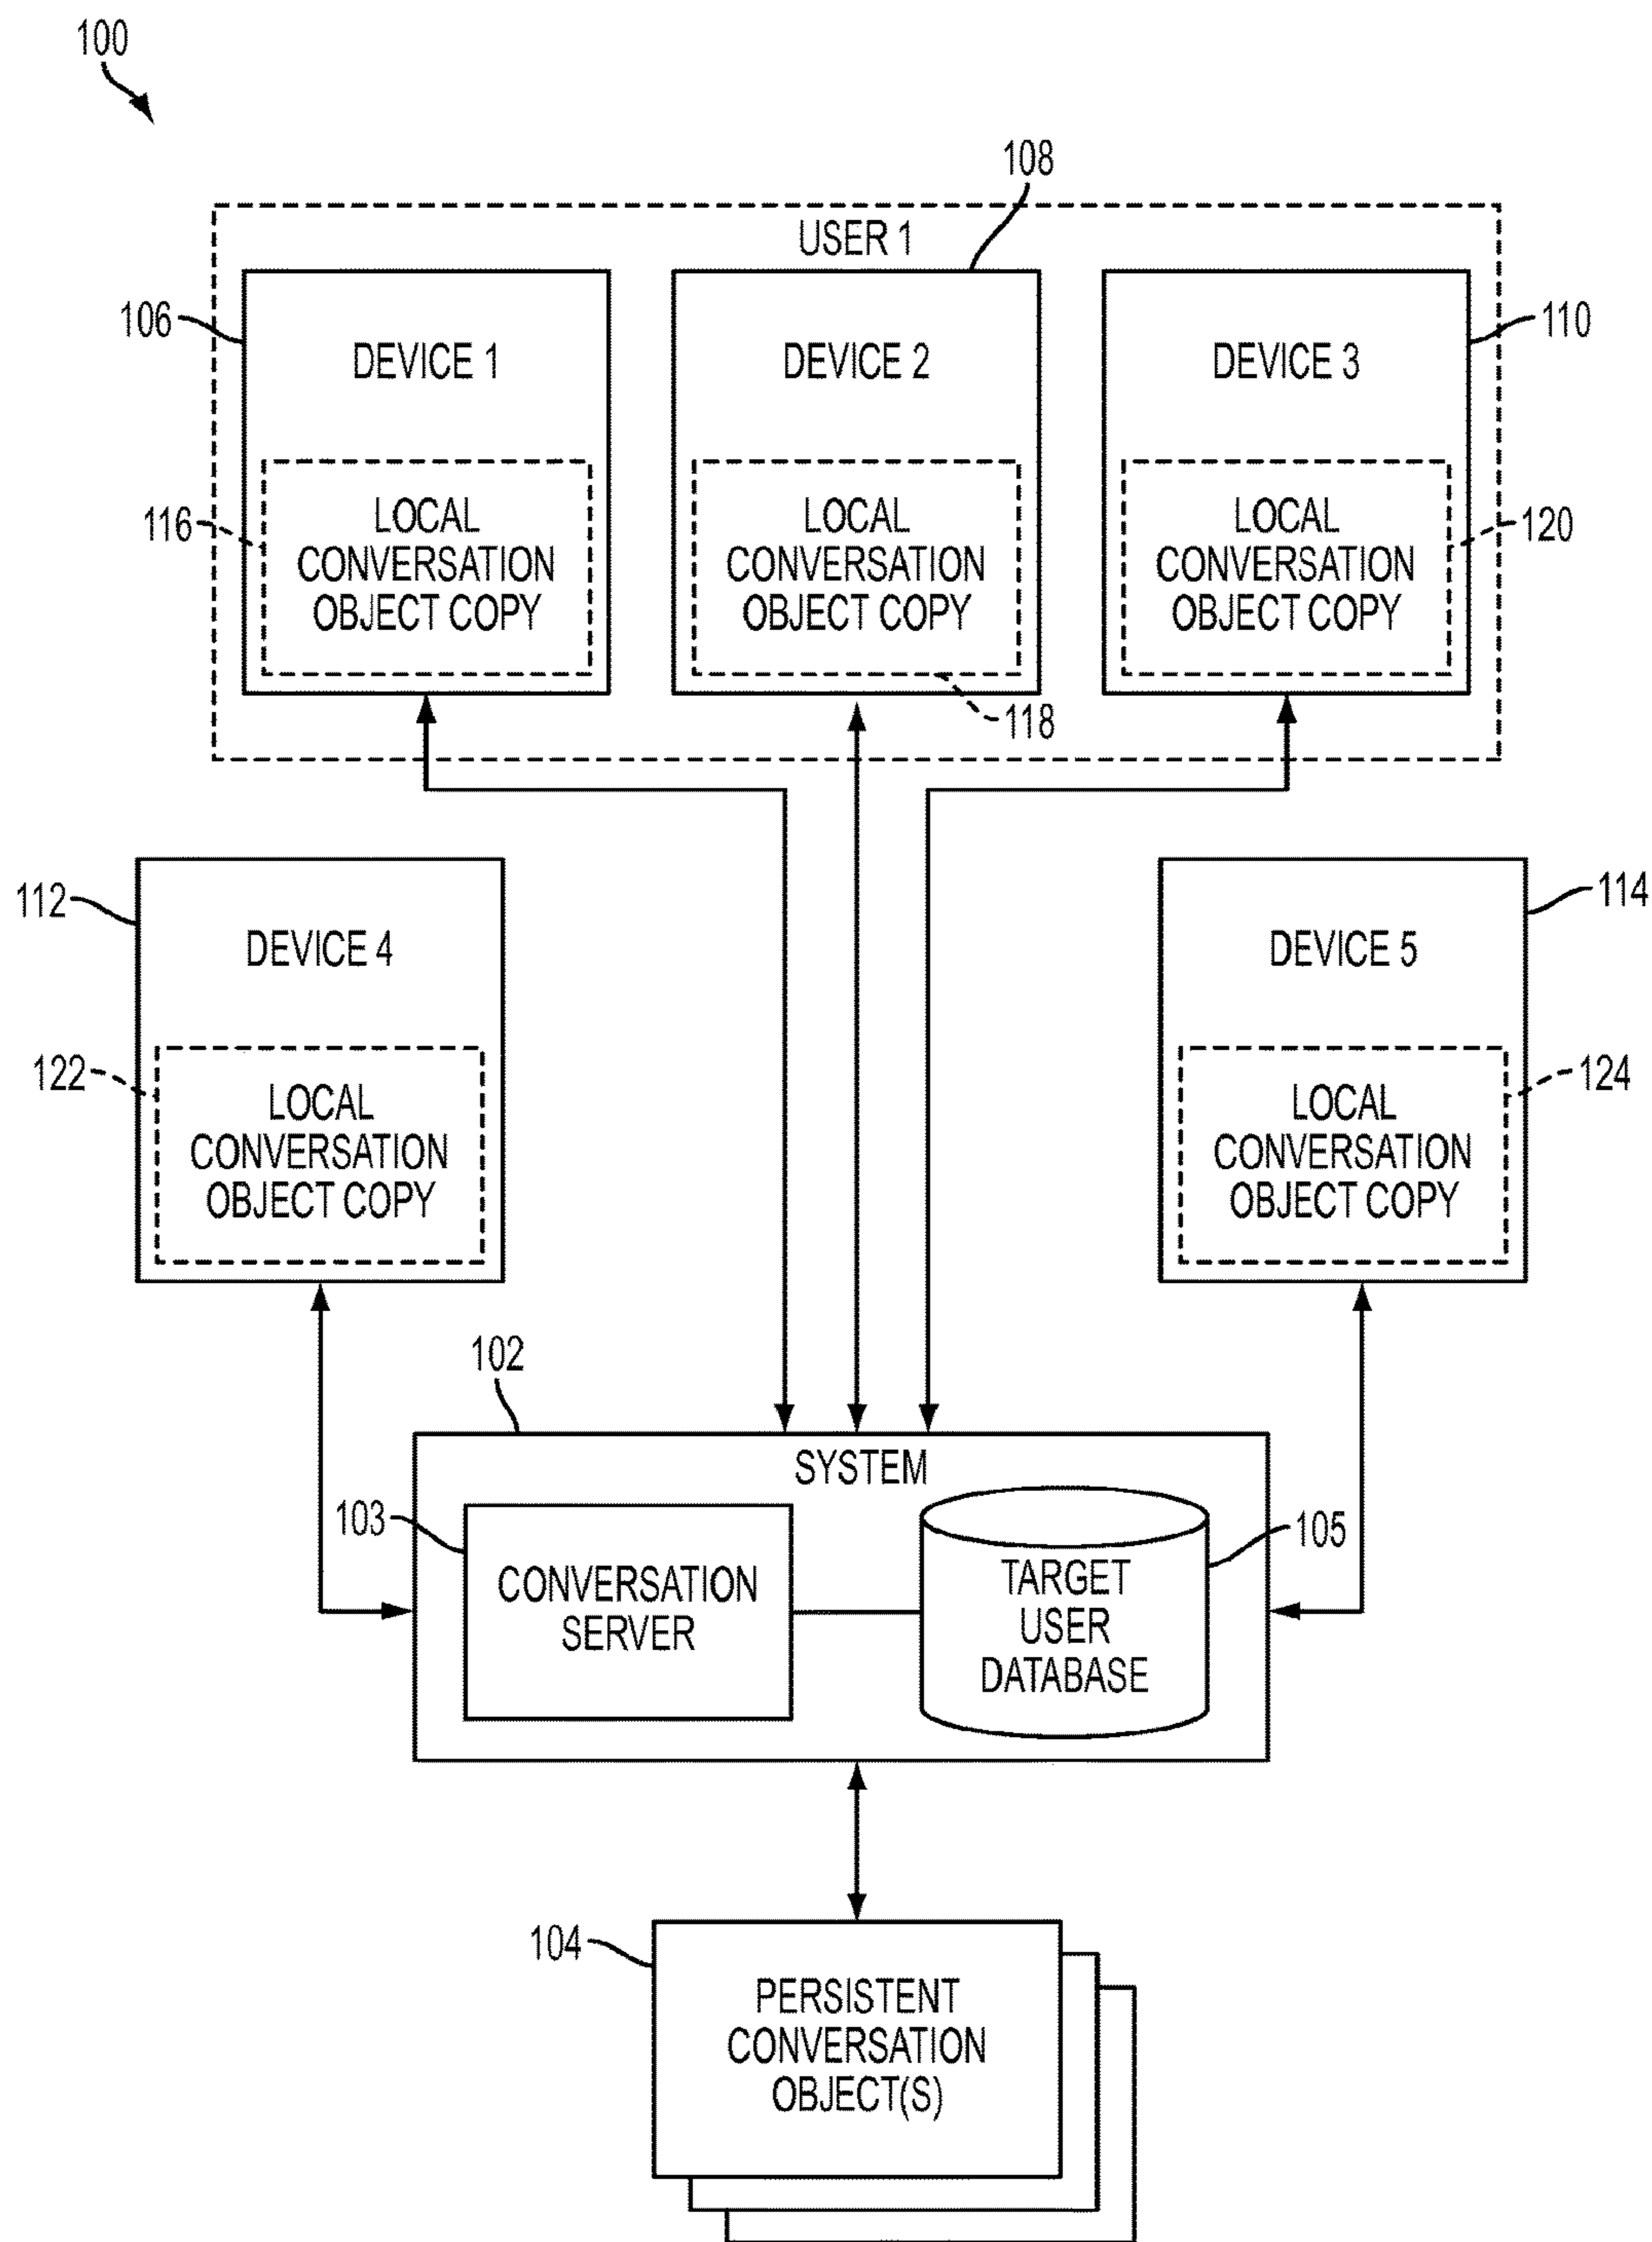 100
108
USER 1
106
110
DEVICE 1
DEVICE 2
DEVICE 3
116
LOCAL
CONVERSATION
OBJECT COPY
LOCAL
CONVERSATION
OBJECT COPY
118
LOCAL
CONVERSATION
OBJECT COPY
120
112
DEVICE 4
114
DEVICE 5
122
LOCAL
CONVERSATION
OBJECT COPY
124
LOCAL
CONVERSATION
OBJECT COPY
102
SYSTEM
103
CONVERSATION
SERVER
105
TARGET
USER
DATABASE
104
PERSISTENT
CONVERSATION
OBJECT(S)